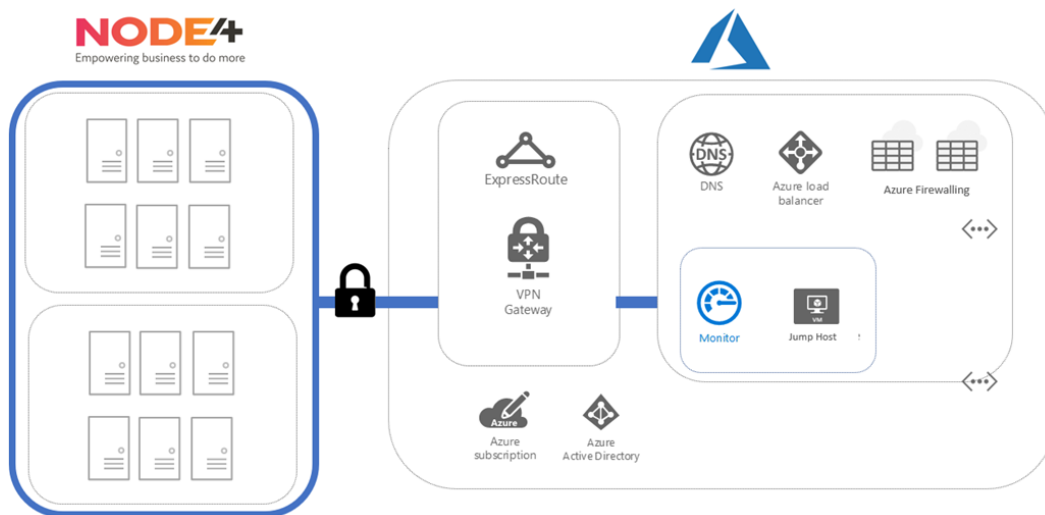 NODE4
Empowering business to do more
ExpressRoute
VPN
Gateway
DNS
DNS
Azure load
balancer
Azure Firewalling
Monitor
VM
Jump Host
Azure
Azure
subscription
Azure
Active Directory